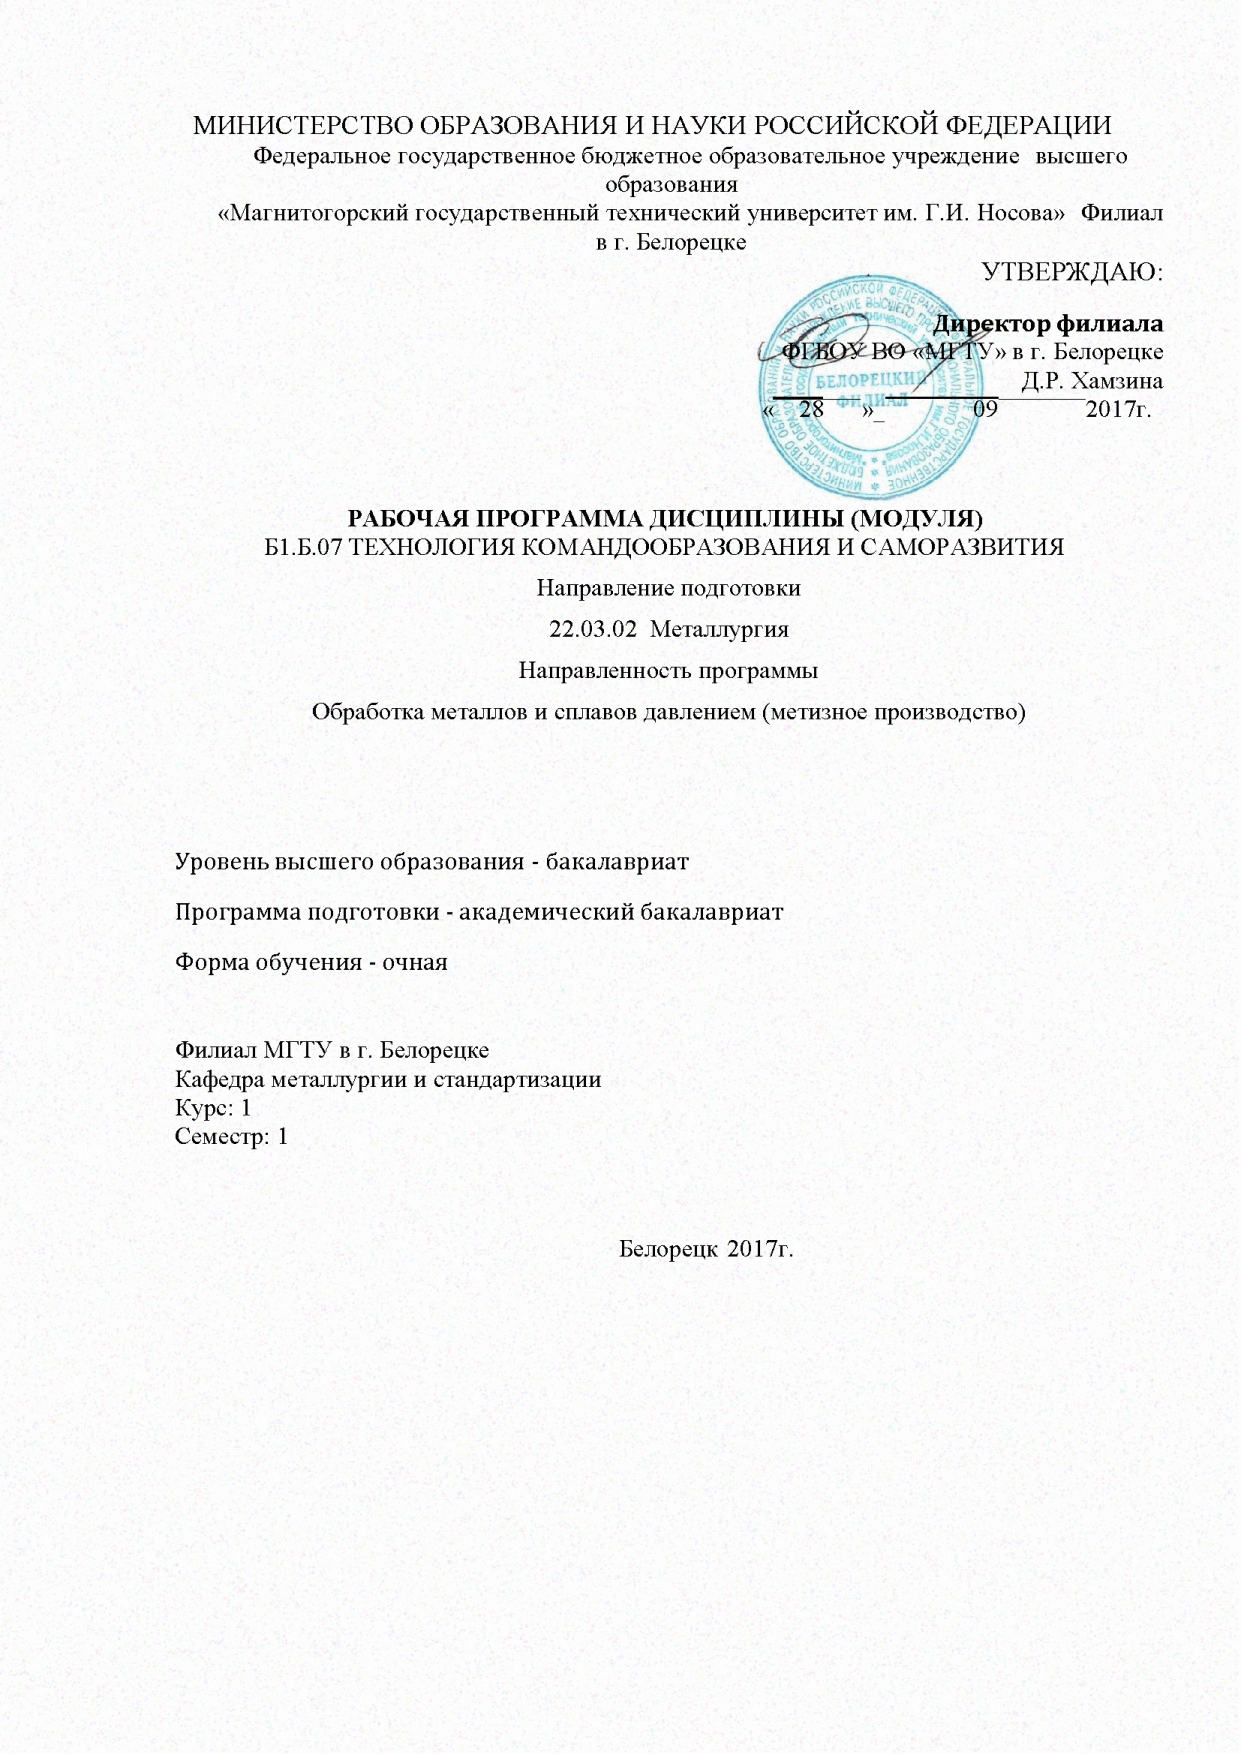 МИНИСТЕРСТВО ОБРАЗОВАНИЯ И НАУКИ РОССИЙСКОЙ ФЕДЕРАЦИИ
Федеральное государственное бюджетное образовательное учреждение высшего
образования
«Магнитогорский государственный технический университет им. Г.И. Носова» Филиал
в г. Белорецке
УТВЕРЖДАЮ:
Директор филиала
ФГБОУ ВО «МГТУ» в г. Белорецке
Д.Р. Хамзина
« 28 »_ 09 2017г.
БЕЛОРЕЦКИЙ
ФИЛИАЛ
РАБОЧАЯ ПРОГРАММА ДИСЦИПЛИНЫ (МОДУЛЯ)
Б1.Б.07 ТЕХНОЛОГИЯ КОМАНДООБРАЗОВАНИЯ И САМОРАЗВИТИЯ
Направление подготовки
22.03.02 Металлургия
Направленность программы
Обработка металлов и сплавов давлением (метизное производство)
Уровень высшего образования - бакалавриат
Программа подготовки - академический бакалавриат
Форма обучения - очная
Филиал МГТУ в г. Белорецке
Кафедра металлургии и стандартизации
Курс: 1
Семестр: 1
Белорецк 2017г.